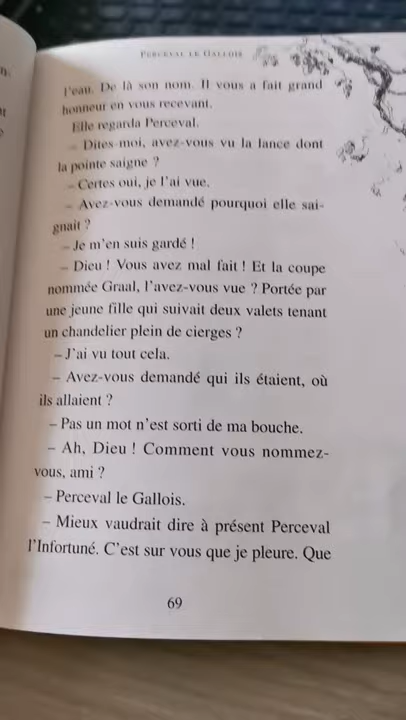 PERCEVAL LE GALLOIS
l'eau. De là son nom. Il vous a fait grand
honneur en vous recevant.
Elle regarda Perceval.
– Dites-moi, avez-vous vu la lance dont
la pointe saigne ?
– Certes oui, je l'ai vue.
– Avez-vous demandé pourquoi elle sai-
gnait ?
– Je m'en suis gardé !
– Dieu ! Vous avez mal fait ! Et la coupe
nommée Graal, l'avez-vous vue ? Portée par
une jeune fille qui suivait deux valets tenant
un chandelier plein de cierges ?
– J'ai vu tout cela.
– Avez-vous demandé qui ils étaient, où
ils allaient ?
– Pas un mot n'est sorti de ma bouche.
– Ah, Dieu ! Comment vous nommez-
vous, ami ?
– Perceval le Gallois.
– Mieux vaudrait dire à présent Perceval
l'Infortuné. C'est sur vous que je pleure. Que
69